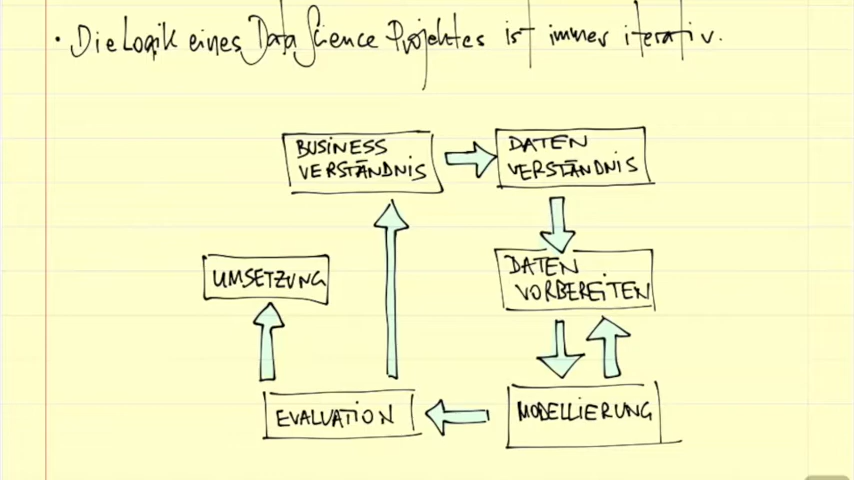 • Die Logik eines Data Science Projektes ist immer iterativ.
BUSINESS
VERSTÄNDNIS
DATEN
VERSTÄNDNIS
UMSETZUNG
DATEN
VORBEREITEN
EVALUATION
MODELLIERUNG